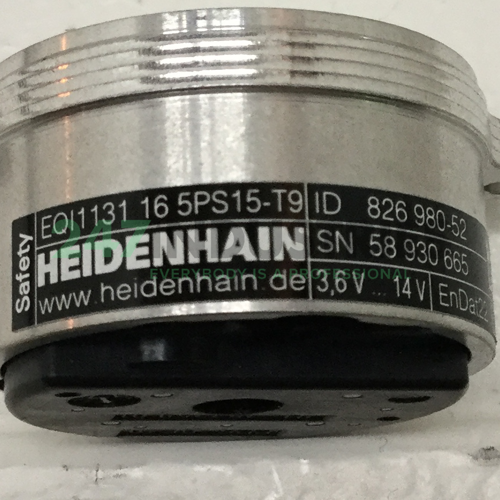 Safety
EQI1131 16 5PS15-T9 ID 826 980-52
HEIDENHAIN SN 58 930 665
www.heidenhain.de 3,6 V ... 14 V EnDat22
247
EVERYBODY IS A PROFESSIONAL